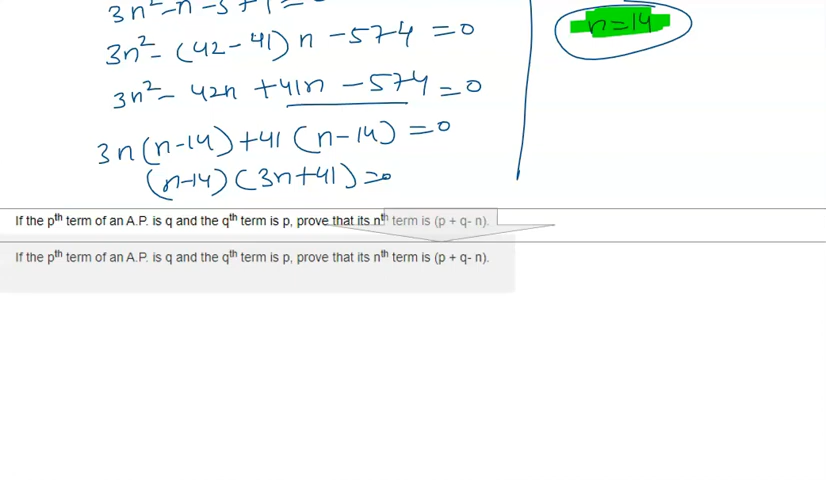 3n² - n
3n² - (42 - 41) n - 574 = 0
3n² - 42n + 41n - 574 = 0
3n (n - 14) + 41 (n - 14) = 0
(n - 14) (3n + 41) = 0
n = 14
If the pᵗʰ term of an A.P. is q and the qᵗʰ term is p, prove that its nᵗʰ term is (p + q- n).
If the pᵗʰ term of an A.P. is q and the qᵗʰ term is p, prove that its nᵗʰ term is (p + q- n).